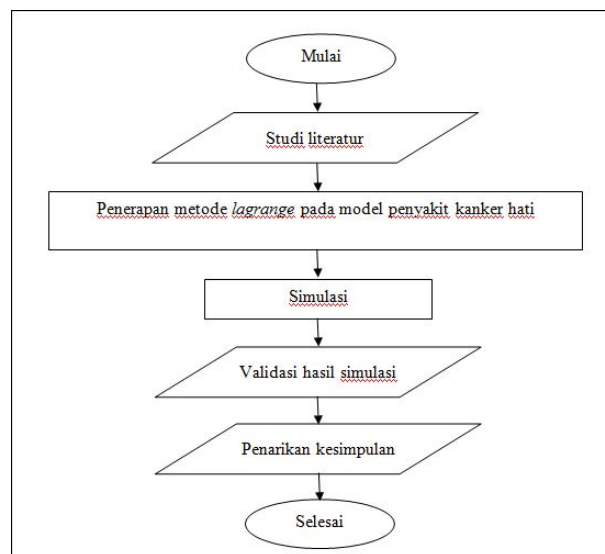 Mulai
Studi literatur
Penerapan metode lagrange pada model penyakit kanker hati
Simulasi
Validasi hasil simulasi
Penarikan kesimpulan
Selesai